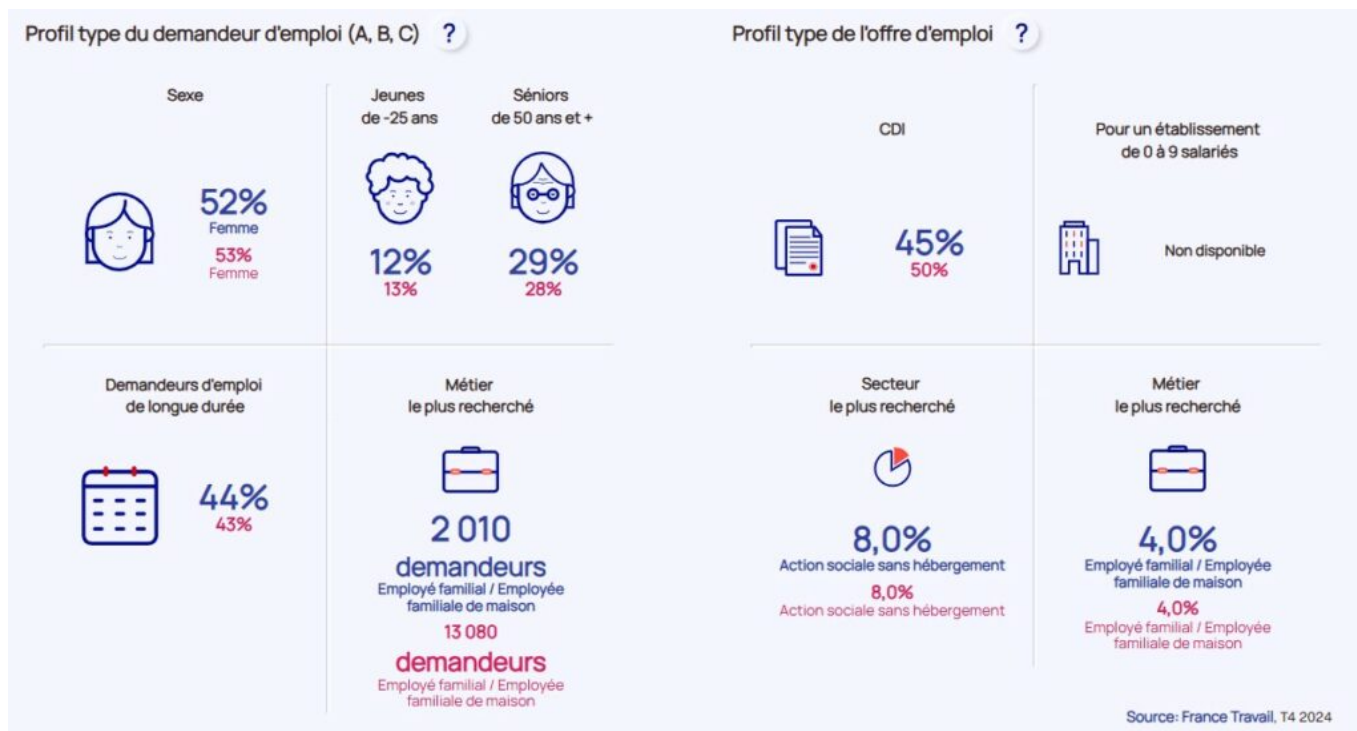 Profil type du demandeur d'emploi (A, B, C) ?
Sexe
52%
Femme
53%
Femme
Jeunes
de -25 ans
12%
13%
Séniors
de 50 ans et +
29%
28%
Demandeurs d'emploi
de longue durée
44%
43%
Métier
le plus recherché
2 010
demandeurs
Employé familial / Employée
familiale de maison
13 080
demandeurs
Employé familial / Employée
familiale de maison
Profil type de l'offre d'emploi ?
CDI
45%
50%
Pour un établissement
de 0 à 9 salariés
Non disponible
Secteur
le plus recherché
8,0%
Action sociale sans hébergement
8,0%
Action sociale sans hébergement
Métier
le plus recherché
4,0%
Employé familial / Employée
familiale de maison
4,0%
Employé familial / Employée
familiale de maison
Source: France Travail, T4 2024